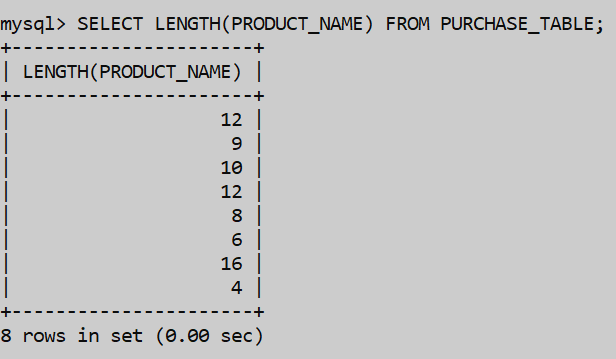 mysql> SELECT LENGTH(PRODUCT_NAME) FROM PURCHASE_TABLE;
+----------------------+
| LENGTH(PRODUCT_NAME) |
+----------------------+
|                   12 |
|                    9 |
|                   10 |
|                   12 |
|                    8 |
|                    6 |
|                   16 |
|                    4 |
+----------------------+
8 rows in set (0.00 sec)